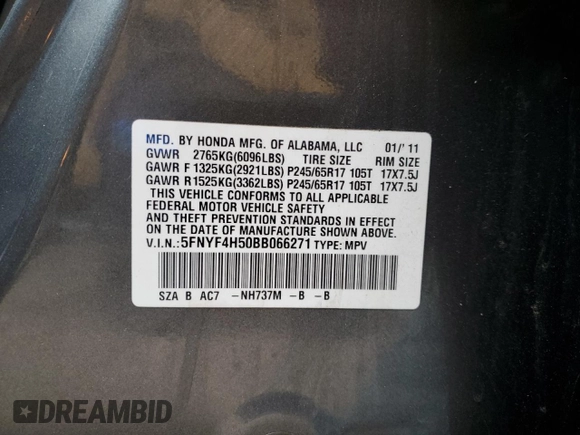 MFD. BY HONDA MFG. OF ALABAMA, LLC 01/'11
GVWR 2765KG(6096LBS) TIRE SIZE RIM SIZE
GAWR F 1325KG(2921LBS) P245/65R17 105T 17X7.5J
GAWR R1525KG(3362LBS) P245/65R17 105T 17X7.5J
THIS VEHICLE CONFORMS TO ALL APPLICABLE
FEDERAL MOTOR VEHICLE SAFETY
AND THEFT PREVENTION STANDARDS IN EFFECT
ON THE DATE OF MANUFACTURE SHOWN ABOVE.
V.I.N.:5FNYF4H50BB066271 TYPE: MPV
SZA B AC7 -NH737M -B -B
DREAMBID